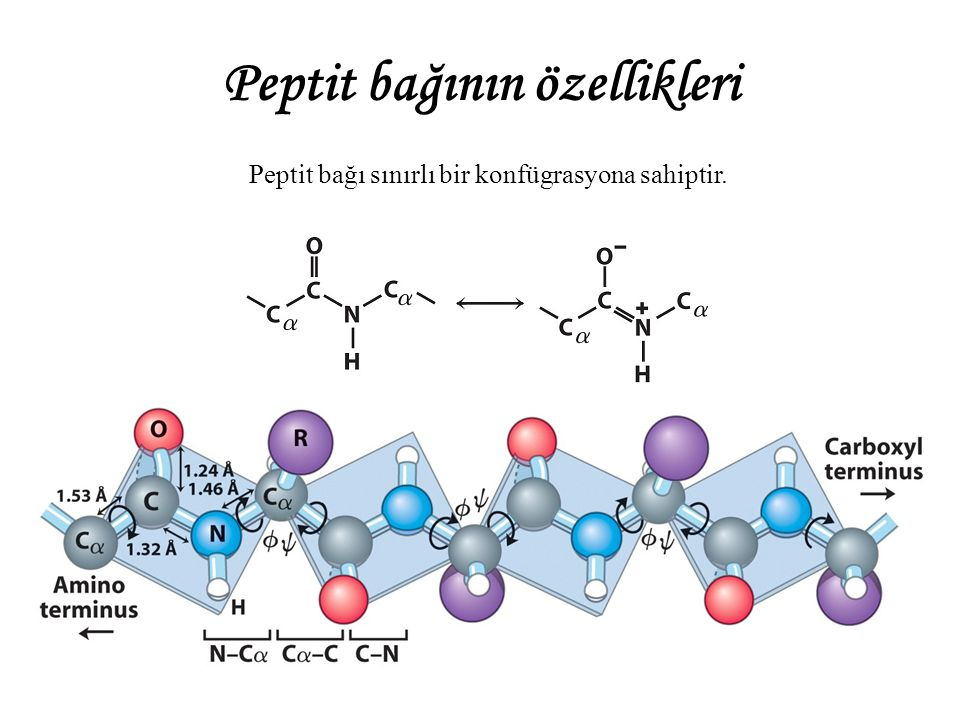 Peptit bağının özellikleri
Peptit bağı sınırlı bir konfügrasyona sahiptir.
O
C
Cα
N
Cα
H
O−
C
Cα
+
N
Cα
H
O
R
1.24 Å
1.46 Å
1.53 Å
C
Cα
N
1.32 Å
Cα
ϕ ψ
ϕ ψ
ϕ ψ
Carboxyl
terminus
Amino
terminus
H
N–Cα Cα–C C–N